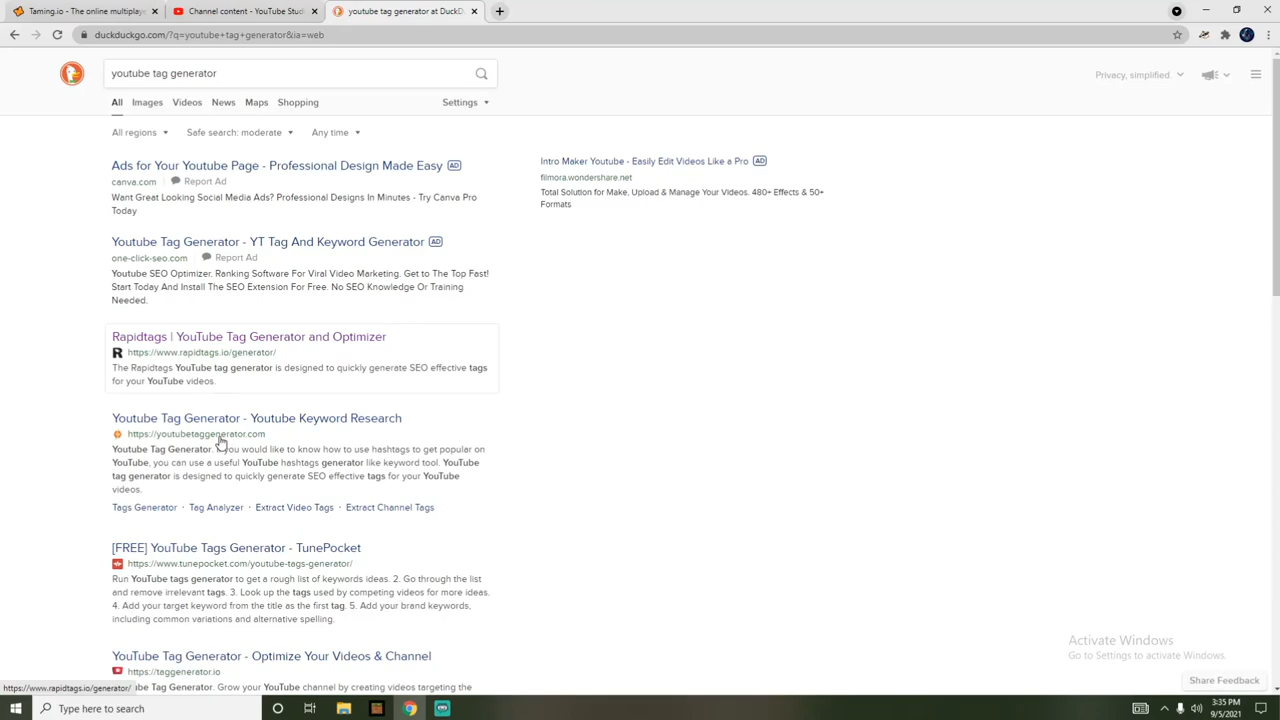 Taming.io - The online multiplaye
Channel content - YouTube Studi
youtube tag generator at DuckD
duckduckgo.com/?q=youtube+tag+generator&ia=web
youtube tag generator
Privacy, simplified.
All Images Videos News Maps Shopping Settings
All regions Safe search: moderate Any time
Ads for Your Youtube Page - Professional Design Made Easy AD
canva.com Report Ad
Want Great Looking Social Media Ads? Professional Designs In Minutes - Try Canva Pro
Today
Intro Maker Youtube - Easily Edit Videos Like a Pro AD
filmora.wondershare.net
Total Solution for Make, Upload & Manage Your Videos. 480+ Effects & 50+
Formats
Youtube Tag Generator - YT Tag And Keyword Generator AD
one-click-seo.com Report Ad
Youtube SEO Optimizer. Ranking Software For Viral Video Marketing. Get to The Top Fast!
Start Today And Install The SEO Extension For Free. No SEO Knowledge Or Training
Needed.
Rapidtags | YouTube Tag Generator and Optimizer
R https://www.rapidtags.io/generator/
The Rapidtags YouTube tag generator is designed to quickly generate SEO effective tags
for your YouTube videos.
Youtube Tag Generator - Youtube Keyword Research
https://youtubetaggenerator.com
Youtube Tag Generator. If you would like to know how to use hashtags to get popular on
YouTube, you can use a useful YouTube hashtags generator like keyword tool. YouTube
tag generator is designed to quickly generate SEO effective tags for your YouTube
videos.
Tags Generator · Tag Analyzer · Extract Video Tags · Extract Channel Tags
[FREE] YouTube Tags Generator - TunePocket
https://www.tunepocket.com/youtube-tags-generator/
Run YouTube tags generator to get a rough list of keywords ideas. 2. Go through the list
and remove irrelevant tags. 3. Look up the tags used by competing videos for more ideas.
4. Add your target keyword from the title as the first tag. 5. Add your brand keywords,
including common variations and alternative spelling.
YouTube Tag Generator - Optimize Your Videos & Channel
https://taggenerator.io
Tag Generator. Grow your YouTube channel by creating videos targeting the
https://www.rapidtags.io/generator/
Activate Windows
Go to Settings to activate Windows.
Share Feedback
Type here to search
3:35 PM
9/5/2021